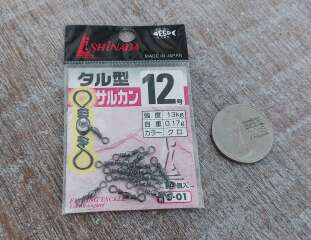 ISHINADA
MADE IN JAPAN
タル型
サルカン 12号
強度 13kg
自重 0.17g
カラー クロ
FISHING TACKLE
S-01